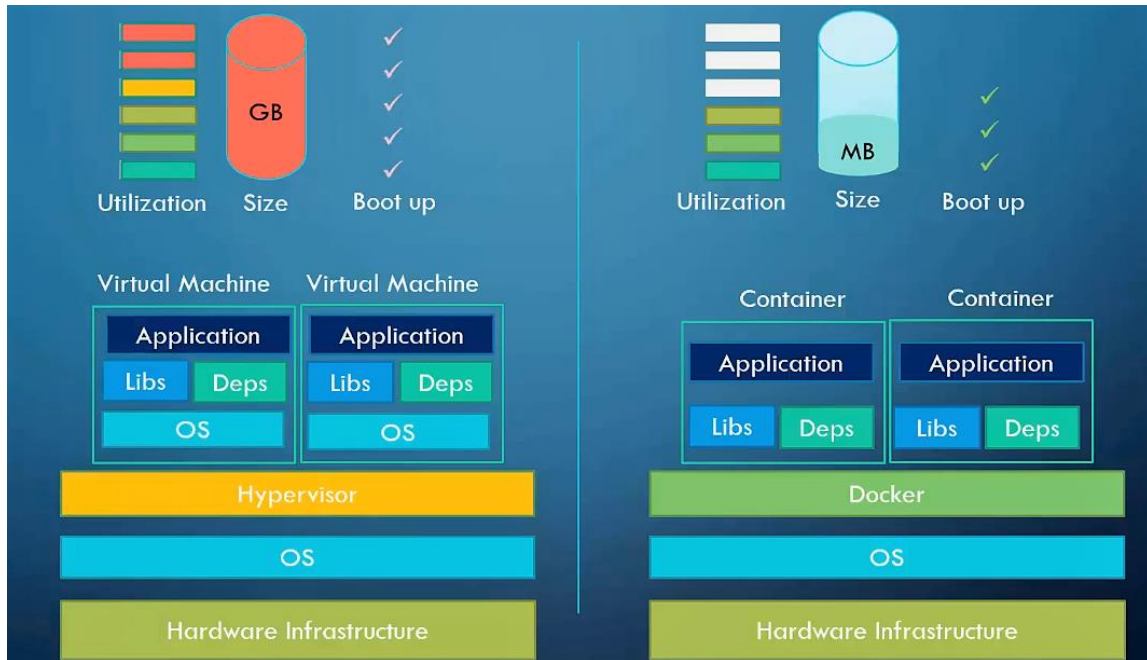 GB
Utilization
Size
Boot up
Virtual Machine
Virtual Machine
Application
Libs
Deps
OS
Application
Libs
Deps
OS
Hypervisor
OS
Hardware Infrastructure
MB
Utilization
Size
Boot up
Container
Container
Application
Libs
Deps
Application
Libs
Deps
Docker
OS
Hardware Infrastructure